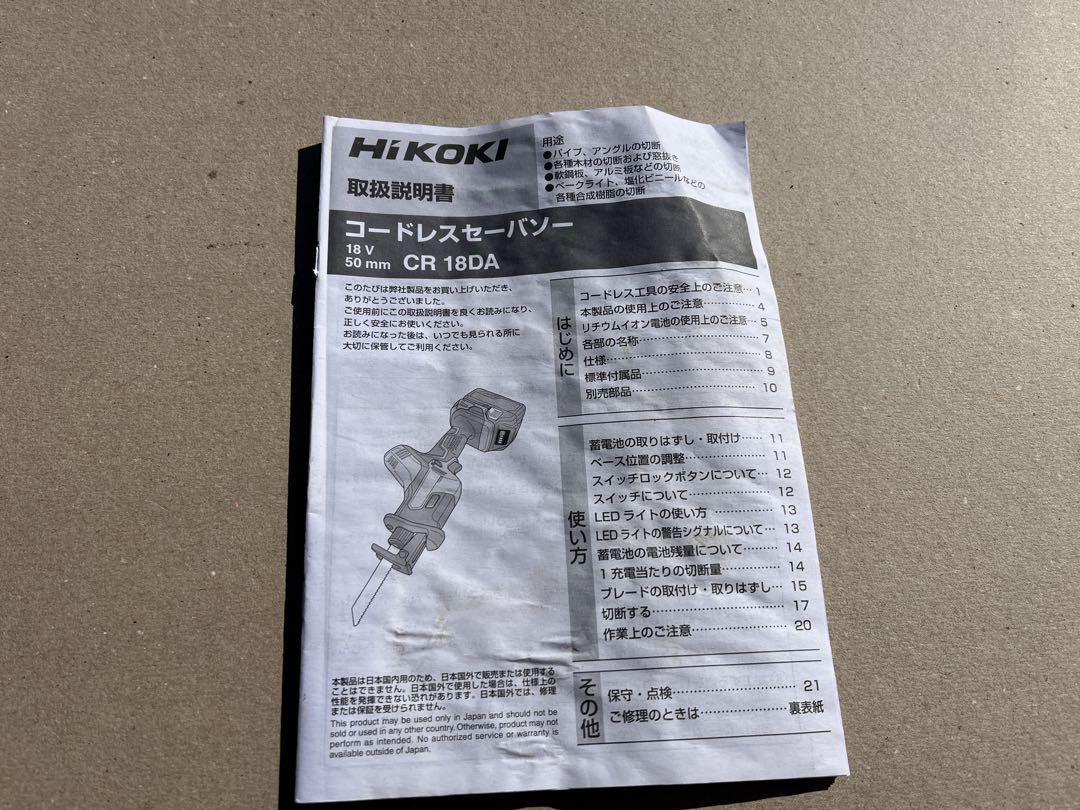 HiKOKI
取扱説明書
用途
●パイプ、アングルの切断
●各種木材の切断および窓抜き
●軟鋼板、アルミ板などの切断
●ベークライト、塩化ビニールなどの
各種合成樹脂の切断
コードレスセーバソー
18 V
50 mm CR 18DA
このたびは弊社製品をお買い上げいただき、
ありがとうございました。
ご使用前にこの取扱説明書を良くお読みになり、
正しく安全にお使いください。
お読みになった後は、いつでも見られる所に
大切に保管してご利用ください。
はじめに
コードレス工具の安全上のご注意… 1
本製品の使用上のご注意………… 4
リチウムイオン電池の使用上のご注意… 5
各部の名称………………… 7
仕様……………………… 8
標準付属品………………… 9
別売部品………………… 10
使い方
蓄電池の取りはずし・取付け…… 11
ベース位置の調整……………… 11
スイッチロックボタンについて… 12
スイッチについて……………… 12
LEDライトの使い方 …………… 13
LEDライトの警告シグナルについて… 13
蓄電池の電池残量について……… 14
1充電当たりの切断量…………… 14
ブレードの取付け・取りはずし… 15
切断する……………………… 17
作業上のご注意………………… 20
その他
保守・点検……………………… 21
ご修理のときは……………… 裏表紙
本製品は日本国内用のため、日本国外で販売または使用する
ことはできません。日本国外で使用した場合は、仕様上の
性能を発揮できない恐れがあります。日本国外では、修理
または保証を受けられません。
This product may be used only in Japan and should not be
sold or used in any other country. Otherwise, product may not
perform as intended. No authorized service or warranty is
available outside of Japan.